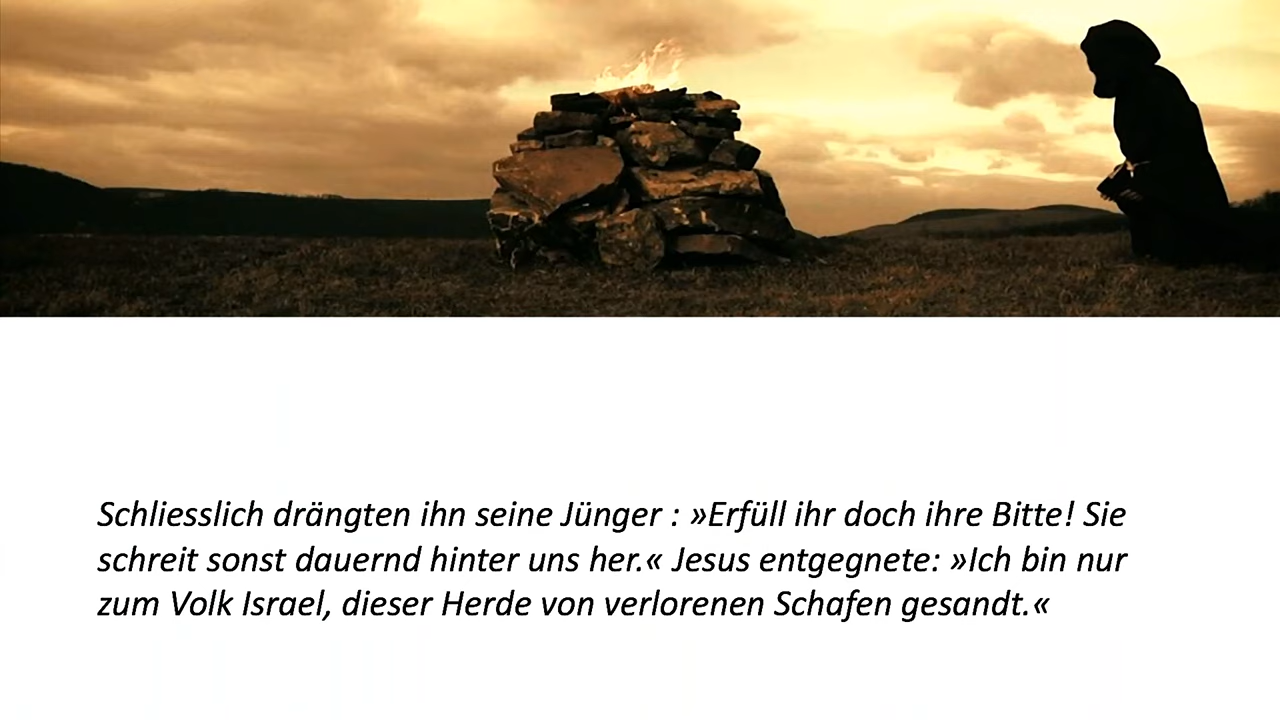 Schliesslich drängten ihn seine Jünger : »Erfüll ihr doch ihre Bitte! Sie
schreit sonst dauernd hinter uns her.« Jesus entgegnete: »Ich bin nur
zum Volk Israel, dieser Herde von verlorenen Schafen gesandt.«